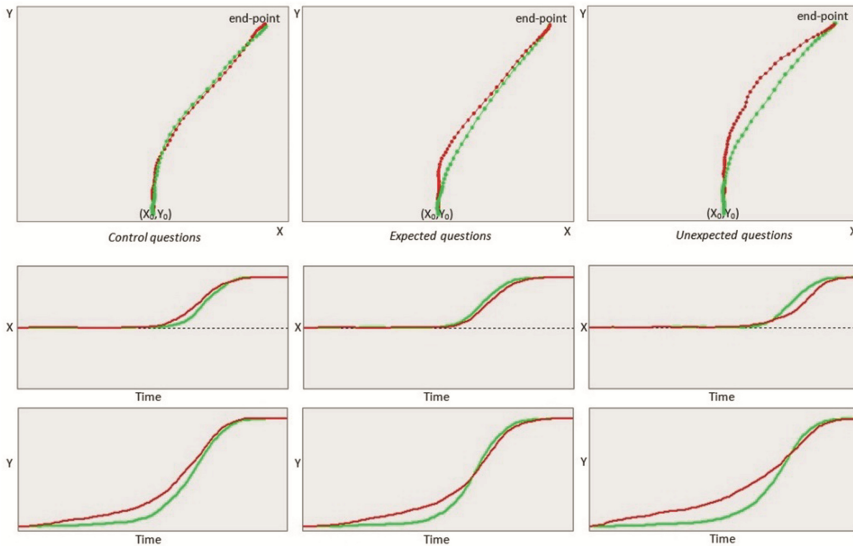 Y
end-point
(X₀,Y₀)
Control questions
X
Y
end-point
(X₀,Y₀)
Expected questions
X
Y
end-point
(X₀,Y₀)
Unexpected questions
X
X
Time
X
Time
X
Time
Y
Time
Y
Time
Y
Time